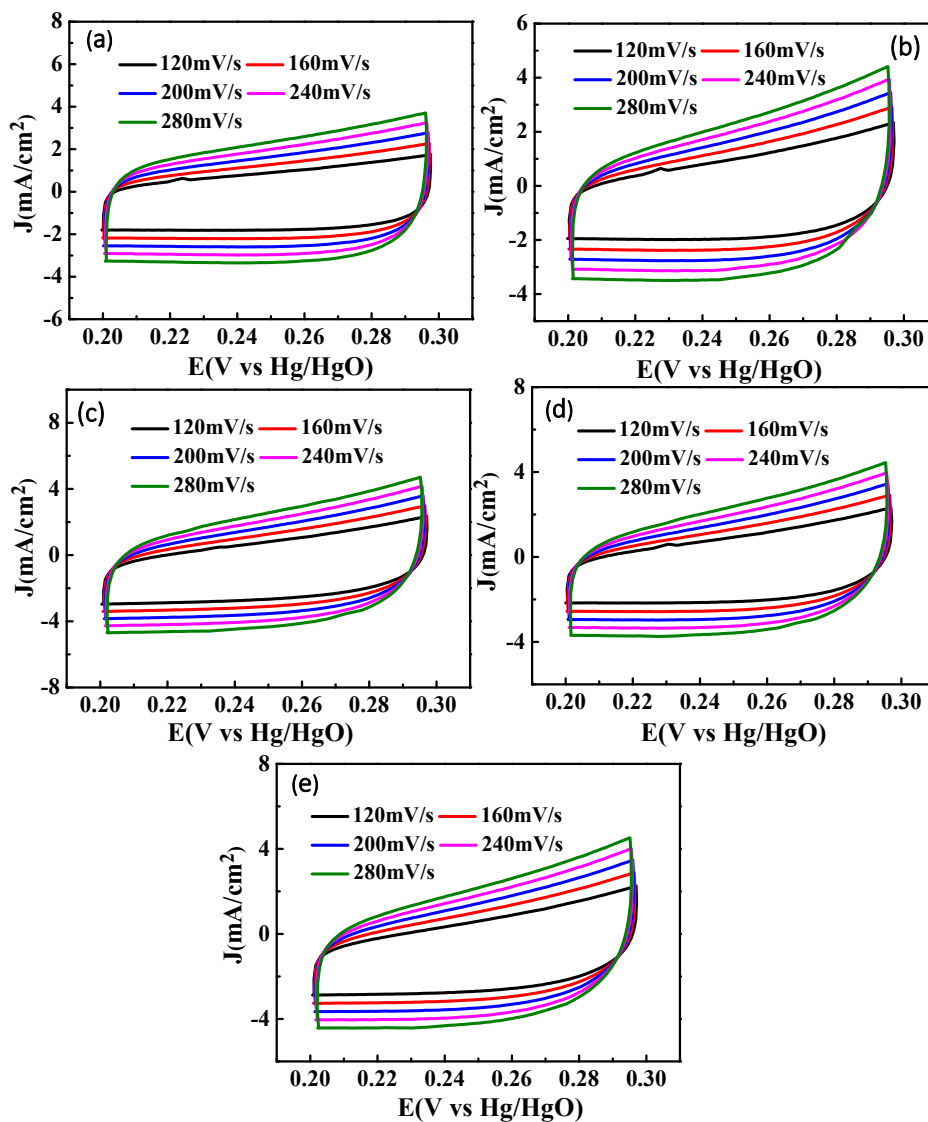 (a)
120mV/s 160mV/s
200mV/s 240mV/s
280mV/s
8
6
4
2
0
-2
-4
-6
J(mA/cm²)
0.20 0.22 0.24 0.26 0.28 0.30
E(V vs Hg/HgO)
(b)
120mV/s 160mV/s
200mV/s 240mV/s
280mV/s
6
4
2
0
-2
-4
J(mA/cm²)
0.20 0.22 0.24 0.26 0.28 0.30
E(V vs Hg/HgO)
(c)
120mV/s 160mV/s
200mV/s 240mV/s
280mV/s
8
4
0
-4
-8
J(mA/cm²)
0.20 0.22 0.24 0.26 0.28 0.30
E(V vs Hg/HgO)
(d)
120mV/s 160mV/s
200mV/s 240mV/s
280mV/s
8
4
0
-4
J(mA/cm²)
0.20 0.22 0.24 0.26 0.28 0.30
E(V vs Hg/HgO)
(e)
120mV/s 160mV/s
200mV/s 240mV/s
280mV/s
8
4
0
-4
J(mA/cm²)
0.20 0.22 0.24 0.26 0.28 0.30
E(V vs Hg/HgO)